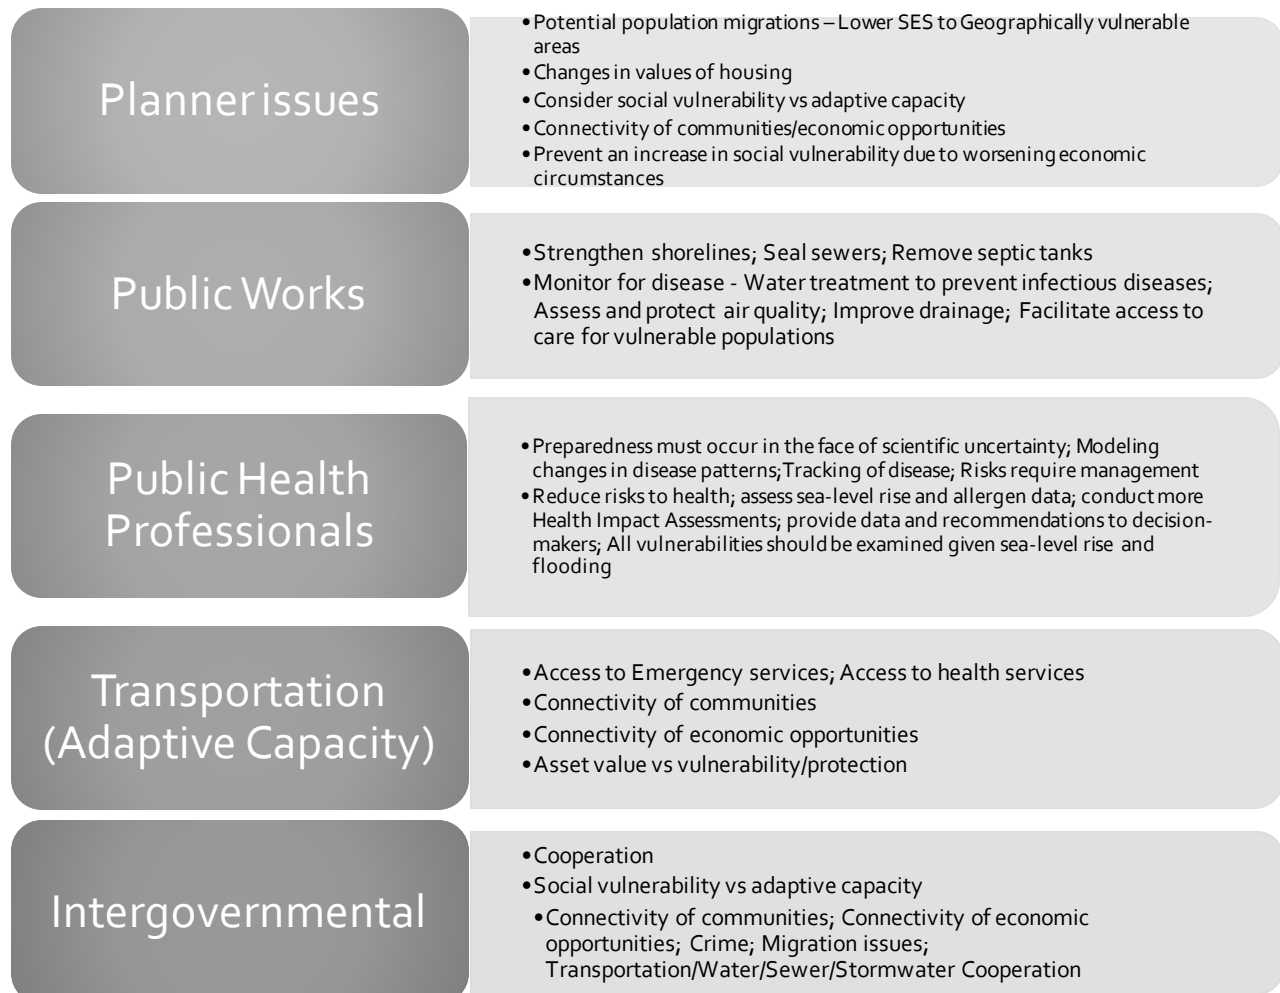 Planner issues
•Potential population migrations – Lower SES to Geographically vulnerable
areas
•Changes in values of housing
•Consider social vulnerability vs adaptive capacity
•Connectivity of communities/economic opportunities
•Prevent an increase in social vulnerability due to worsening economic
circumstances
Public Works
•Strengthen shorelines; Seal sewers; Remove septic tanks
•Monitor for disease - Water treatment to prevent infectious diseases;
Assess and protect air quality; Improve drainage; Facilitate access to
care for vulnerable populations
Public Health
Professionals
•Preparedness must occur in the face of scientific uncertainty; Modeling
changes in disease patterns;Tracking of disease; Risks require management
•Reduce risks to health; assess sea-level rise and allergen data; conduct more
Health Impact Assessments; provide data and recommendations to decision-
makers; All vulnerabilities should be examined given sea-level rise and
flooding
Transportation
(Adaptive Capacity)
•Access to Emergency services; Access to health services
•Connectivity of communities
•Connectivity of economic opportunities
•Asset value vs vulnerability/protection
Intergovernmental
•Cooperation
•Social vulnerability vs adaptive capacity
•Connectivity of communities; Connectivity of economic
opportunities; Crime; Migration issues;
Transportation/Water/Sewer/Stormwater Cooperation